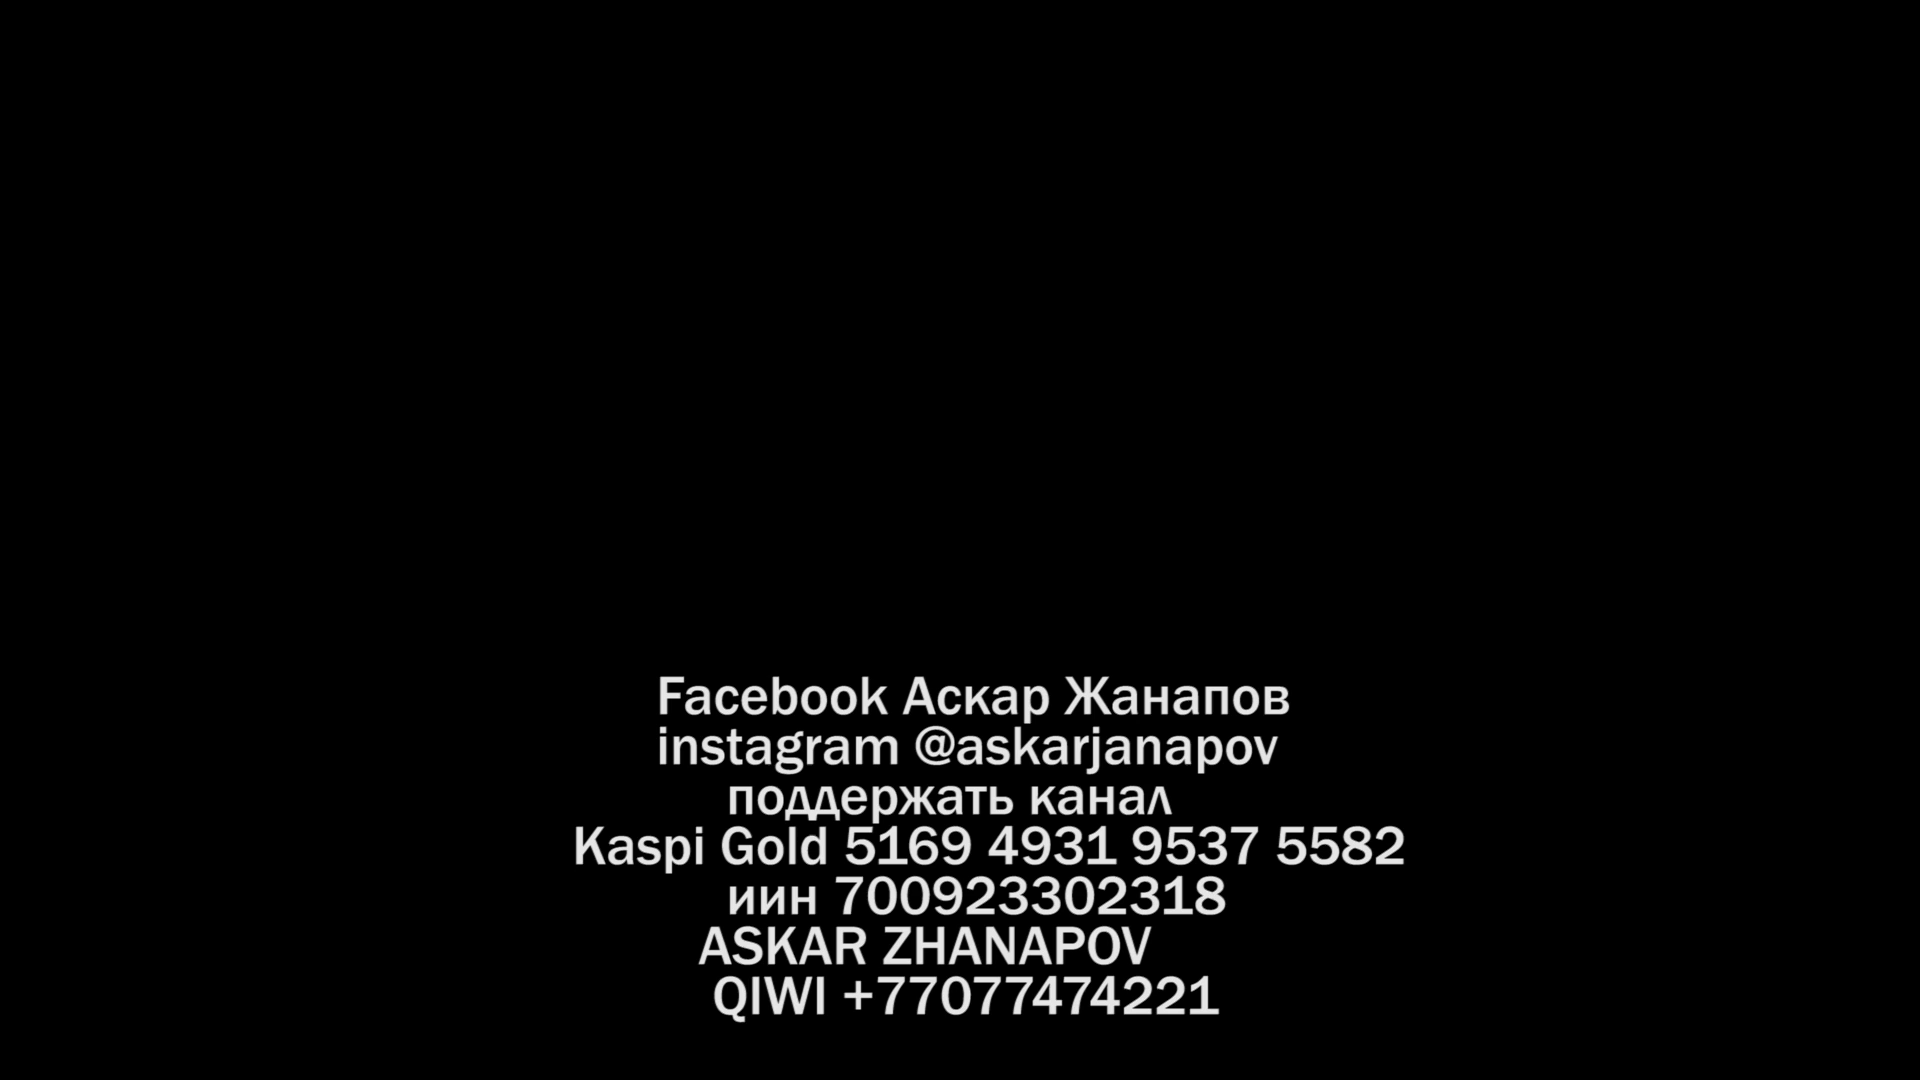 Facebook Аскар Жанапов
instagram @askarjanapov
поддержать канал
Kaspi Gold 5169 4931 9537 5582
иин 700923302318
ASKAR ZHANAPOV
QIWI +77077474221